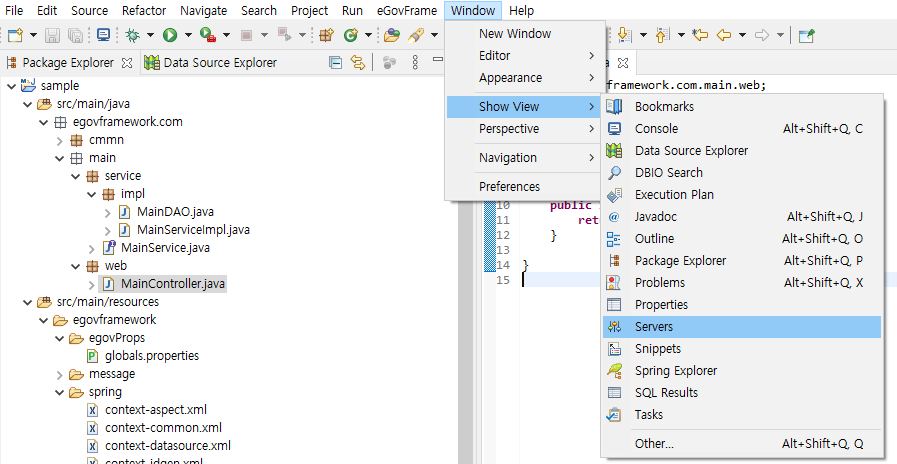 File Edit Source Refactor Navigate Search Project Run eGovFrame Window Help
Package Explorer
Data Source Explorer
sample
src/main/java
egovframework.com
cmmn
main
service
impl
MainDAO.java
MainServiceImpl.java
MainService.java
web
MainController.java
src/main/resources
egovframework
egovProps
globals.properties
message
spring
context-aspect.xml
context-common.xml
context-datasource.xml
context-idgen.xml
New Window
Editor
Appearance
Show View
Perspective
Navigation
Preferences
framework.com.main.web;
10 public
11 ret
12 }
13
14 }
15
Bookmarks
Console Alt+Shift+Q, C
Data Source Explorer
DBIO Search
Execution Plan
Javadoc Alt+Shift+Q, J
Outline Alt+Shift+Q, O
Package Explorer Alt+Shift+Q, P
Problems Alt+Shift+Q, X
Properties
Servers
Snippets
Spring Explorer
SQL Results
Tasks
Other... Alt+Shift+Q, Q